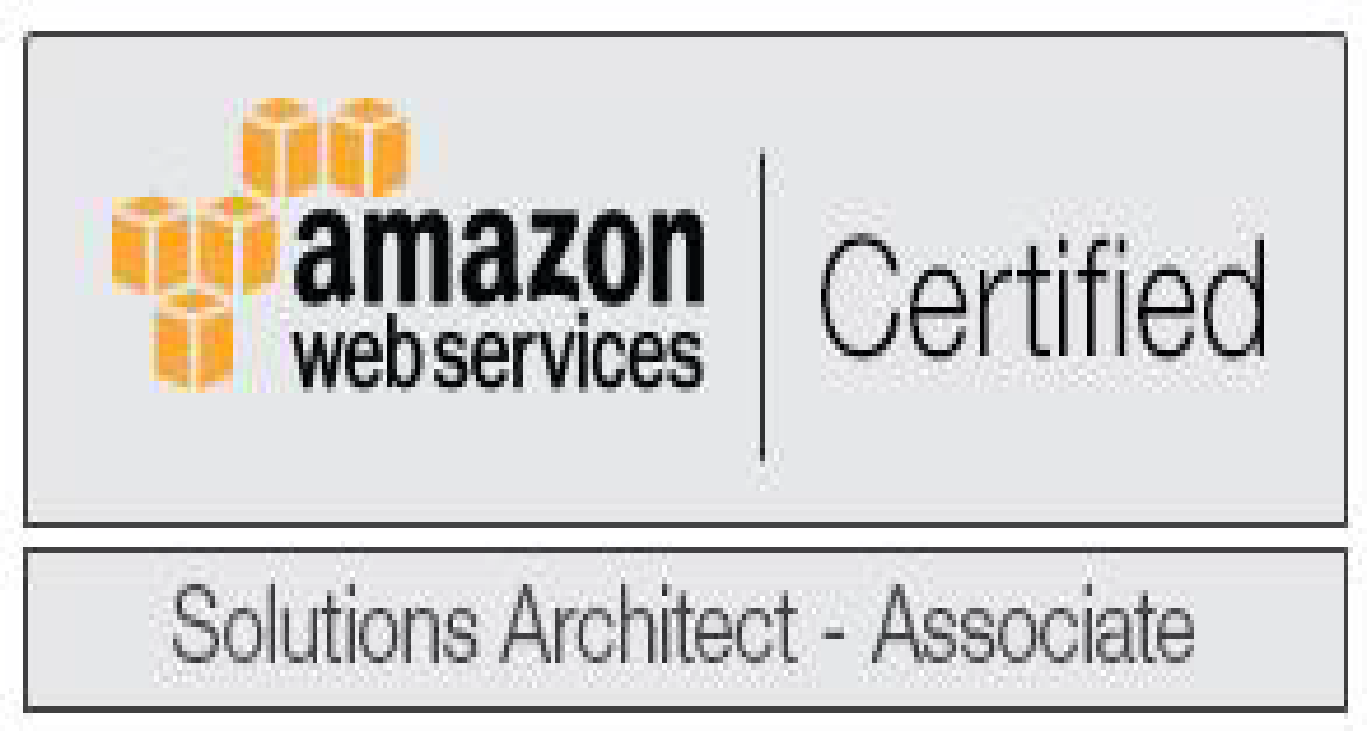 amazon
web services
Certified
Solutions Architect - Associate